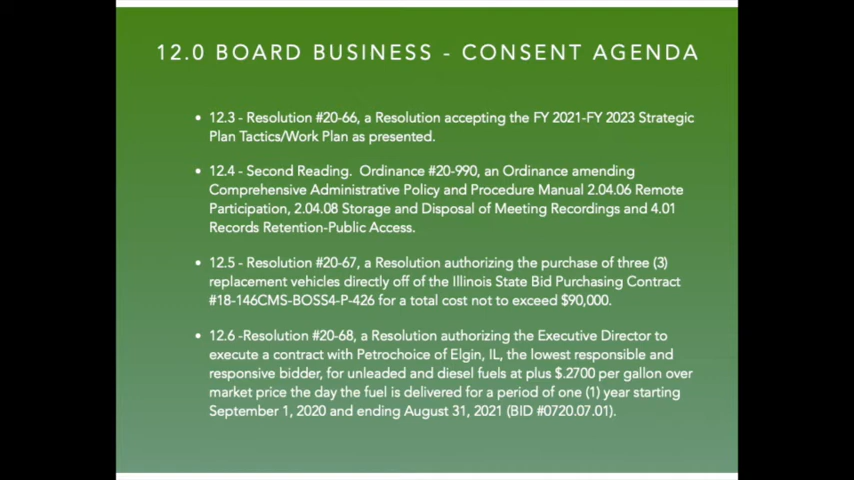 12.0 BOARD BUSINESS - CONSENT AGENDA
• 12.3 - Resolution #20-66, a Resolution accepting the FY 2021-FY 2023 Strategic
Plan Tactics/Work Plan as presented.
• 12.4 - Second Reading. Ordinance #20-990, an Ordinance amending
Comprehensive Administrative Policy and Procedure Manual 2.04.06 Remote
Participation, 2.04.08 Storage and Disposal of Meeting Recordings and 4.01
Records Retention-Public Access.
• 12.5 - Resolution #20-67, a Resolution authorizing the purchase of three (3)
replacement vehicles directly off of the Illinois State Bid Purchasing Contract
#18-146CMS-BOSS4-P-426 for a total cost not to exceed $90,000.
• 12.6 -Resolution #20-68, a Resolution authorizing the Executive Director to
execute a contract with Petrochoice of Elgin, IL, the lowest responsible and
responsive bidder, for unleaded and diesel fuels at plus $.2700 per gallon over
market price the day the fuel is delivered for a period of one (1) year starting
September 1, 2020 and ending August 31, 2021 (BID #0720.07.01).